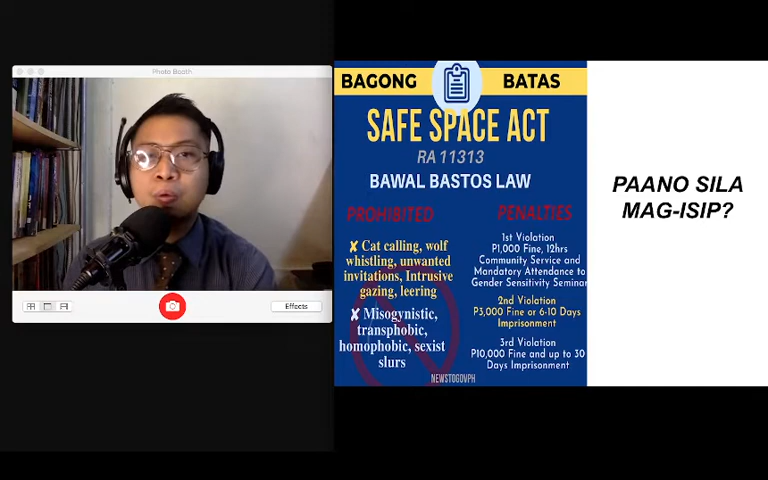 Photo Booth
Effects
BAGONG BATAS
SAFE SPACE ACT
RA 11313
BAWAL BASTOS LAW
PROHIBITED
✘ Cat calling, wolf
whistling, unwanted
invitations, Intrusive
gazing, leering
✘ Misogynistic,
transphobic,
homophobic, sexist
slurs
PENALTIES
1st Violation
P1,000 Fine, 12hrs
Community Service and
Mandatory Attendance to
Gender Sensitivity Seminar
2nd Violation
P3,000 Fine or 6-10 Days
Imprisonment
3rd Violation
P10,000 Fine and up to 30
Days Imprisonment
NEWSTOGOVPH
PAANO SILA
MAG-ISIP?